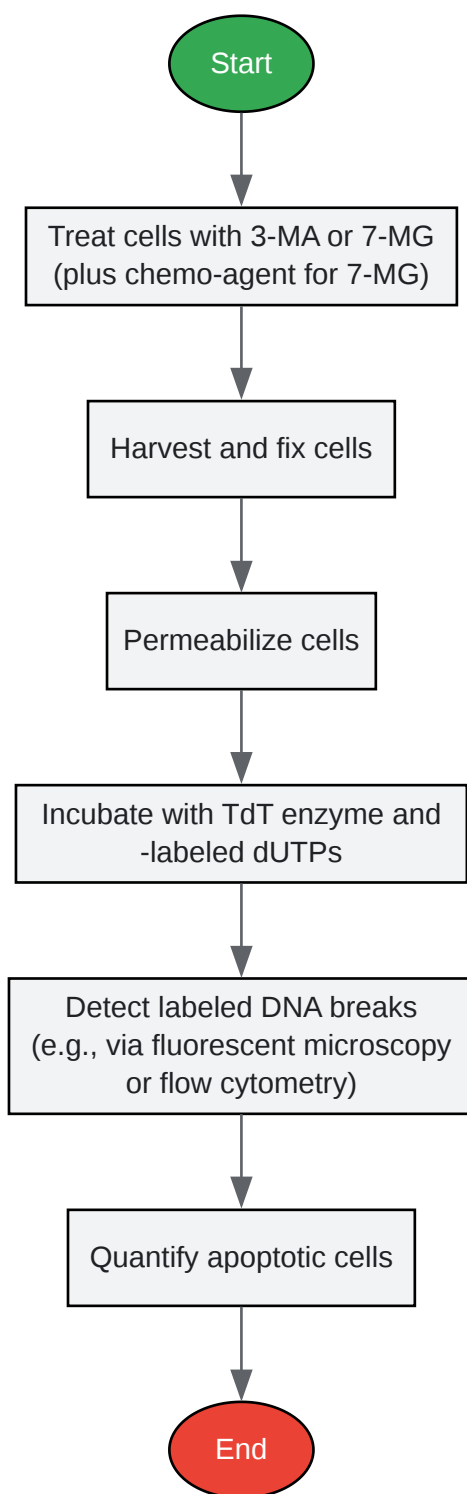 Start
Treat cells with 3-MA or 7-MG
(plus chemo-agent for 7-MG)
Harvest and fix cells
Permeabilize cells
Incubate with TdT enzyme and
-labeled dUTPs
Detect labeled DNA breaks
(e.g., via fluorescent microscopy
or flow cytometry)
Quantify apoptotic cells
End